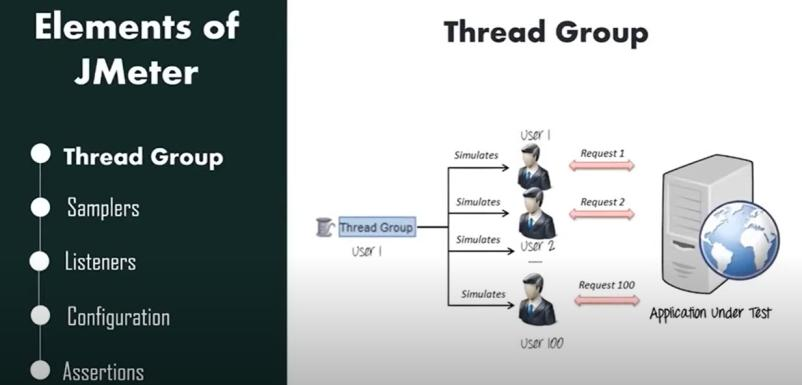 Elements of
JMeter
Thread Group
Samplers
Listeners
Configuration
Assertions
Thread Group
User 1
Simulates
Request 1
Simulates
Request 2
Thread Group
User 1
Simulates
User 2
Simulates
Request 100
User 100
Application Under Test